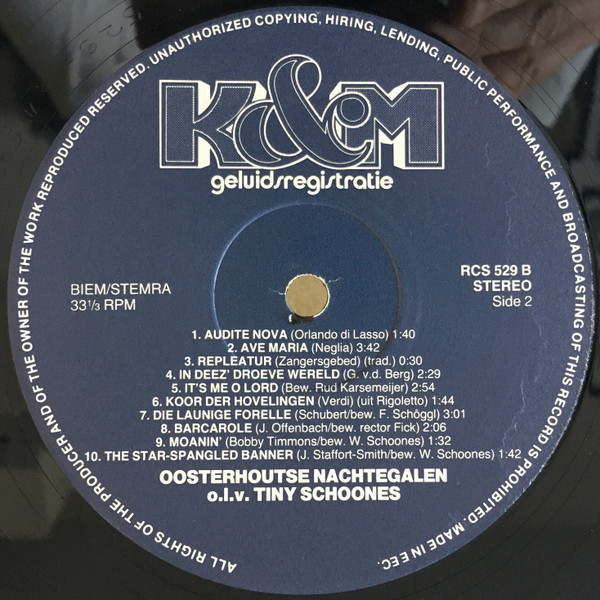 ALL RIGHTS OF THE PRODUCER AND OF THE OWNER OF THE WORK REPRODUCED RESERVED. UNAUTHORIZED COPYING, HIRING, LENDING, PUBLIC PERFORMANCE AND BROADCASTING OF THIS RECORD IS PROHIBITED. MADE IN EEC.
K&M
geluidsregistratie
BIEM/STEMRA
33 1/3 RPM
RCS 529 B
STEREO
Side 2
1. AUDITE NOVA (Orlando di Lasso) 1:40
2. AVE MARIA (Neglia) 3:42
3. REPLEATUR (Zangersgebed) (trad.) 0:30
4. IN DEEZ' DROEVE WERELD (G. v.d. Berg) 2:29
5. IT'S ME O LORD (Bew. Rud Karsemeijer) 2:54
6. KOOR DER HOVELINGEN (Verdi) (uit Rigoletto) 1:44
7. DIE LAUNIGE FORELLE (Schubert/bew. F. Schöggl) 3:01
8. BARCAROLE (J. Offenbach/bew. rector Fick) 2:06
9. MOANIN' (Bobby Timmons/bew. W. Schoones) 1:32
10. THE STAR-SPANGLED BANNER (J. Staffort-Smith/bew. W. Schoones) 1:42
OOSTERHOUTSE NACHTEGALEN
o.l.v. TINY SCHOONES